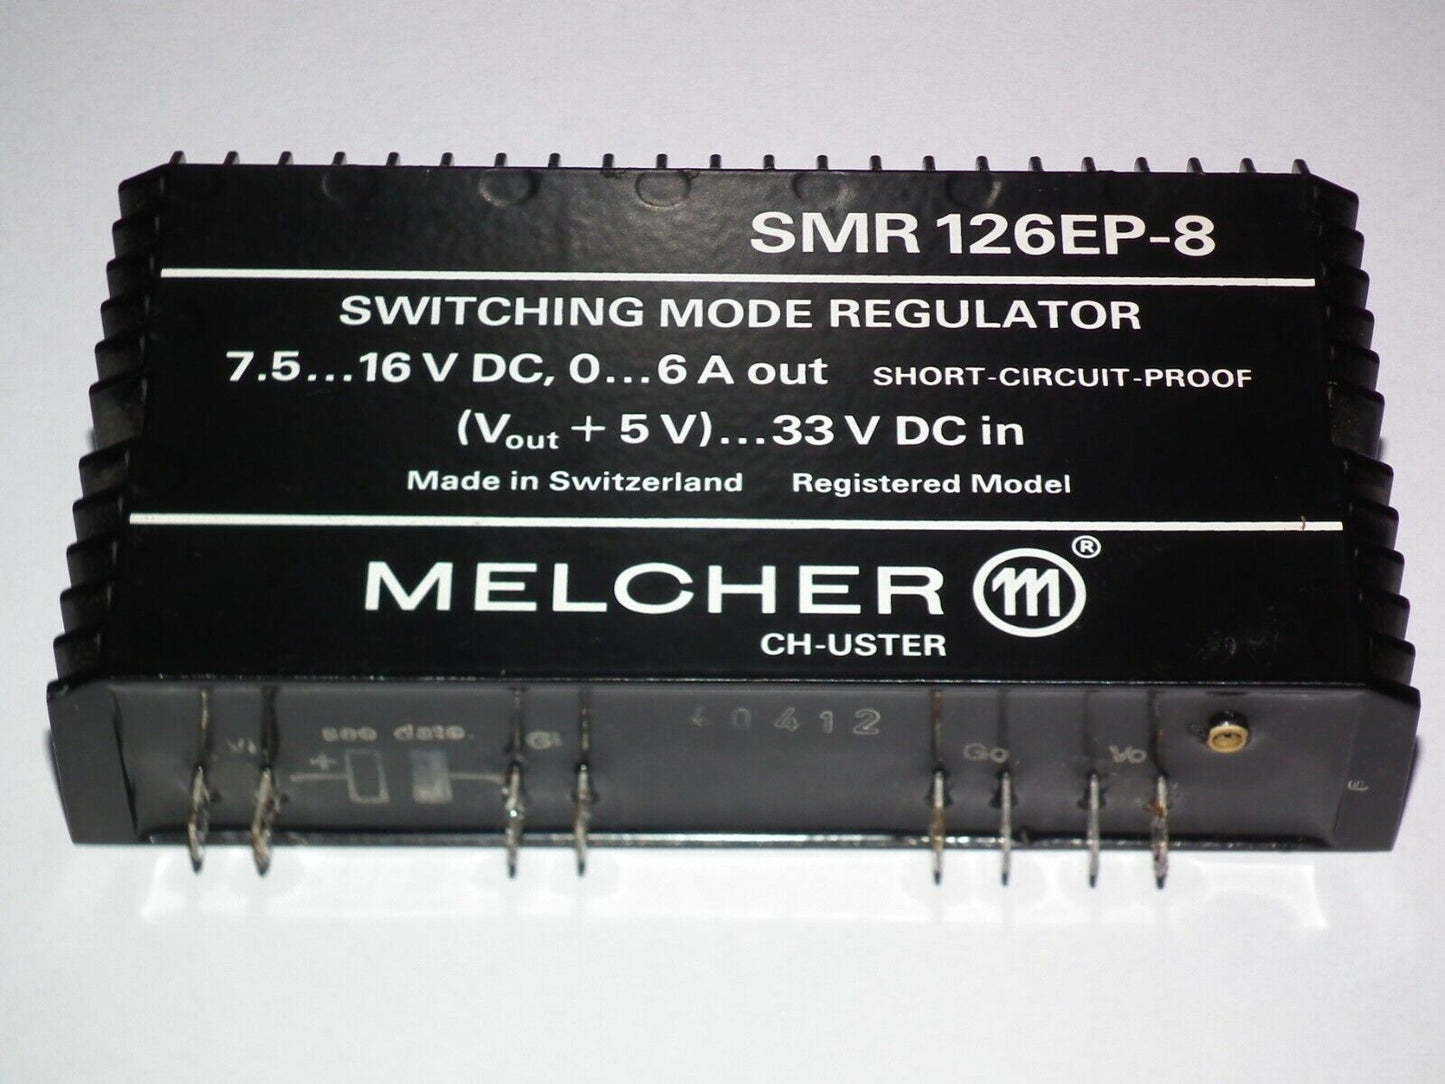 SMR 126EP-8
SWITCHING MODE REGULATOR
7.5...16 V DC, 0...6 A out SHORT-CIRCUIT-PROOF
(Vout + 5 V)...33 V DC in
Made in Switzerland Registered Model
MELCHER m ®
CH-USTER
Vi + see data Gi 40412 Go Vo